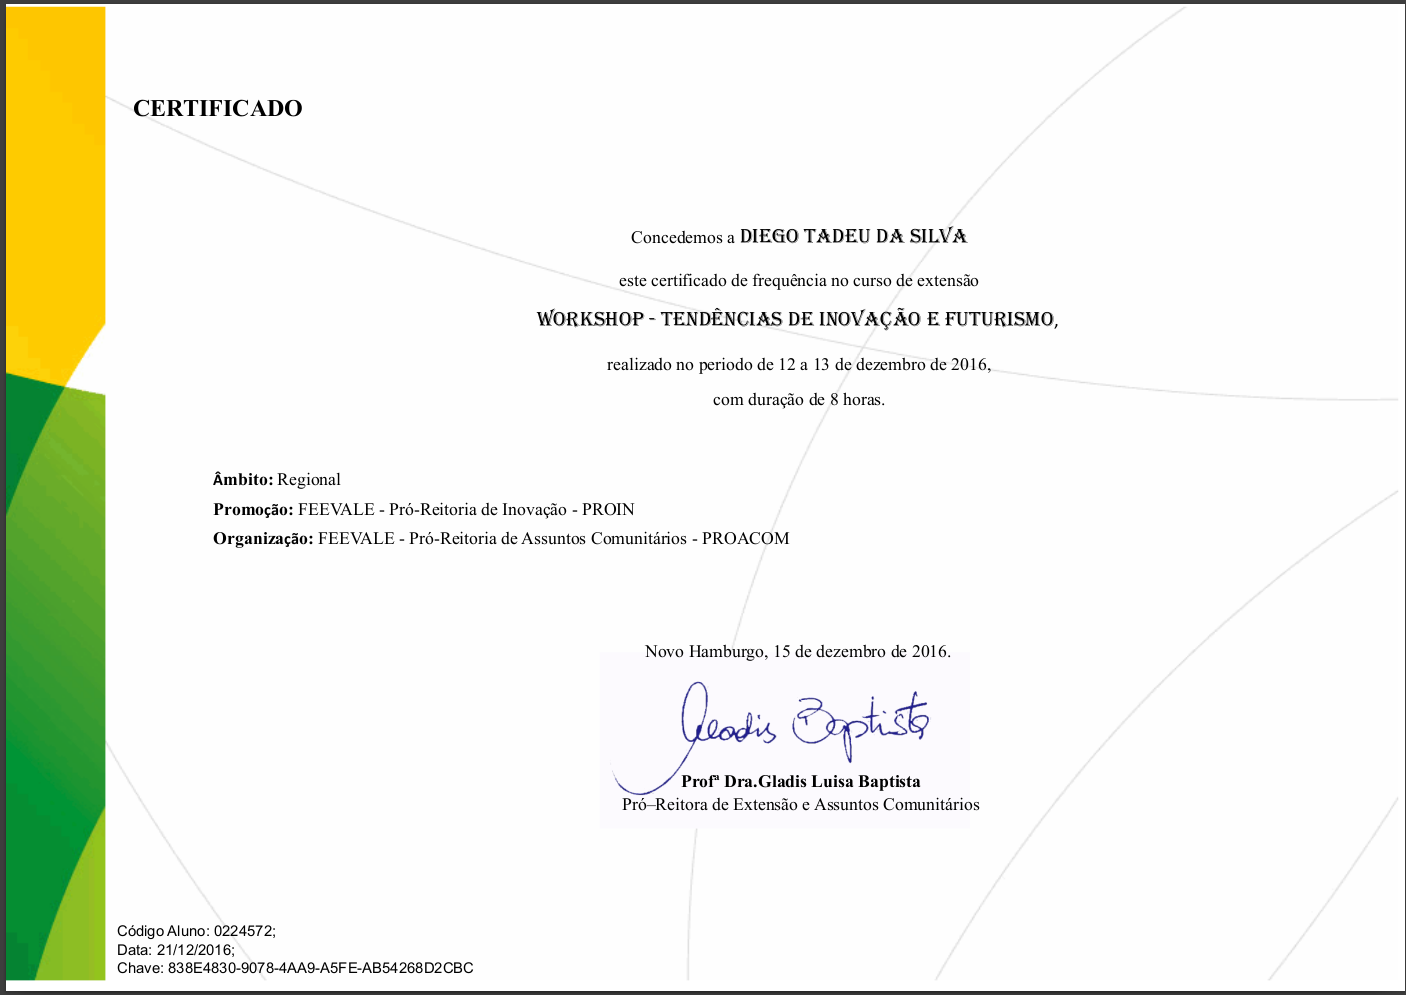 CERTIFICADO
Concedemos a DIEGO TADEU DA SILVA
este certificado de frequência no curso de extensão
WORKSHOP - TENDÊNCIAS DE INOVAÇÃO E FUTURISMO,
realizado no periodo de 12 a 13 de dezembro de 2016,
com duração de 8 horas.
Âmbito: Regional
Promoção: FEEVALE - Pró-Reitoria de Inovação - PROIN
Organização: FEEVALE - Pró-Reitoria de Assuntos Comunitários - PROACOM
Novo Hamburgo, 15 de dezembro de 2016.
Gladis Baptista
Profª Dra.Gladis Luisa Baptista
Pró–Reitora de Extensão e Assuntos Comunitários
Código Aluno: 0224572;
Data: 21/12/2016;
Chave: 838E4830-9078-4AA9-A5FE-AB54268D2CBC